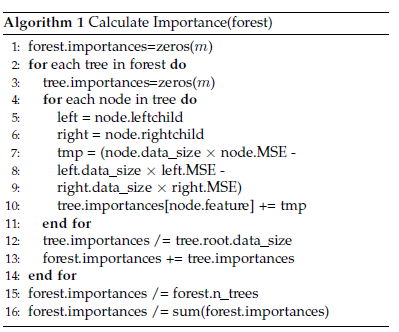 Algorithm 1 Calculate Importance(forest)
1: forest.importances=zeros(m)
2: for each tree in forest do
3: tree.importances=zeros(m)
4: for each node in tree do
5: left = node.leftchild
6: right = node.rightchild
7: tmp = (node.data_size × node.MSE -
8: left.data_size × left.MSE -
9: right.data_size × right.MSE)
10: tree.importances[node.feature] += tmp
11: end for
12: tree.importances /= tree.root.data_size
13: forest.importances += tree.importances
14: end for
15: forest.importances /= forest.n_trees
16: forest.importances /= sum(forest.importances)